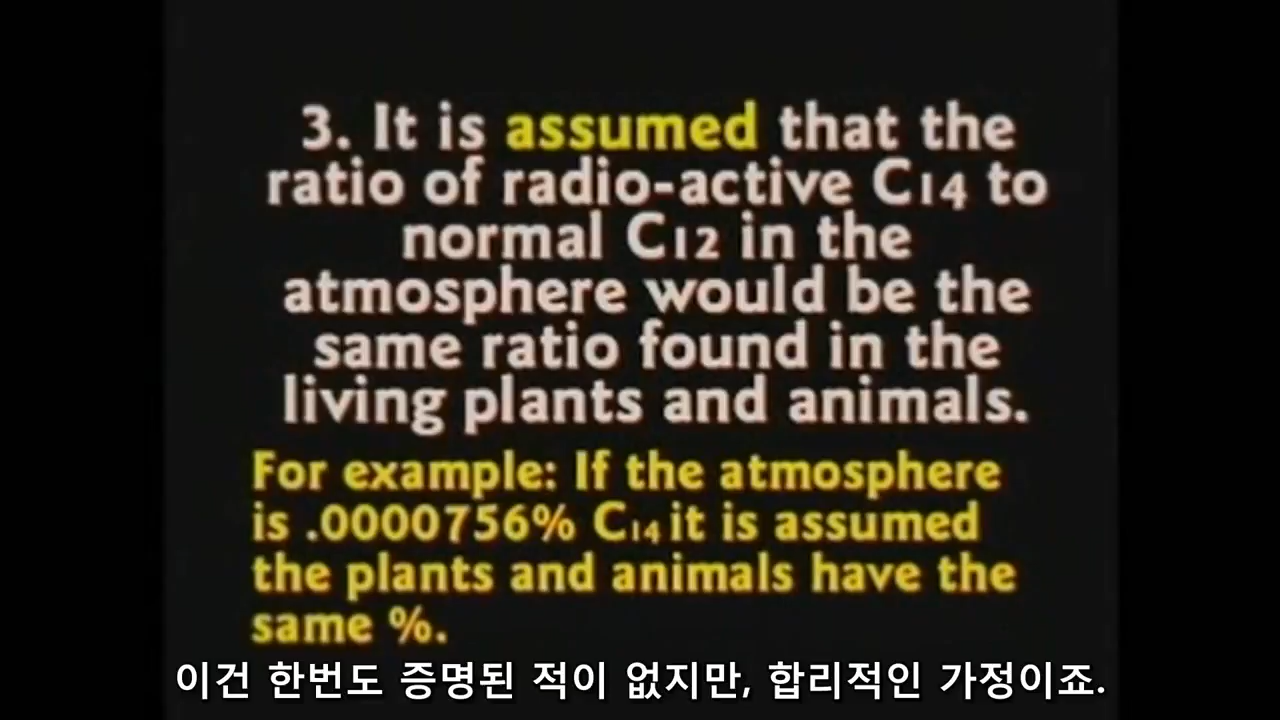 3. It is assumed that the
ratio of radio-active C14 to
normal C12 in the
atmosphere would be the
same ratio found in the
living plants and animals.
For example: If the atmosphere
is .0000756% C14 it is assumed
the plants and animals have the
same %.
이건 한번도 증명된 적이 없지만, 합리적인 가정이죠.